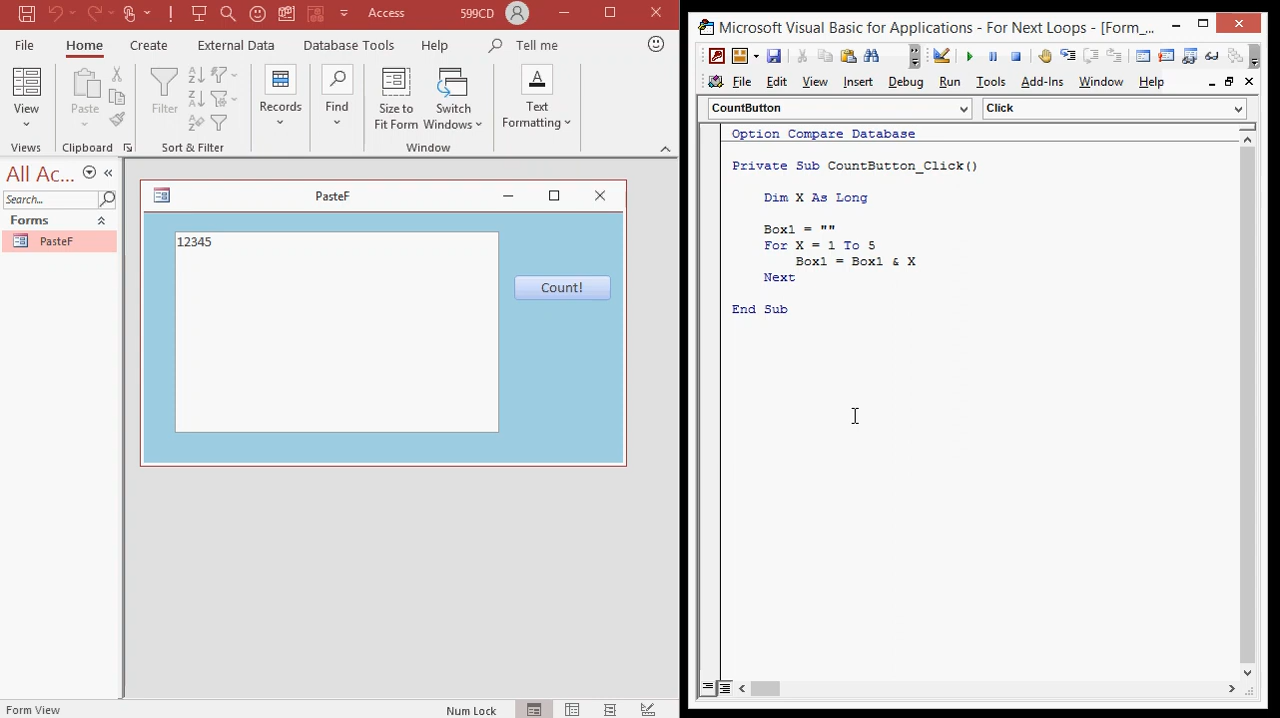 Access
599CD
File
Home
Create
External Data
Database Tools
Help
Tell me
View
Paste
Filter
Records
Find
Size to
Fit Form
Switch
Windows
Text
Formatting
Views
Clipboard
Sort & Filter
Window
All Ac...
Search...
Forms
PasteF
PasteF
12345
Count!
Form View
Num Lock
Microsoft Visual Basic for Applications - For Next Loops - [Form_...
File Edit View Insert Debug Run Tools Add-Ins Window Help
CountButton
Click
Option Compare Database
Private Sub CountButton_Click()
Dim X As Long
Box1 = ""
For X = 1 To 5
Box1 = Box1 & X
Next
End Sub